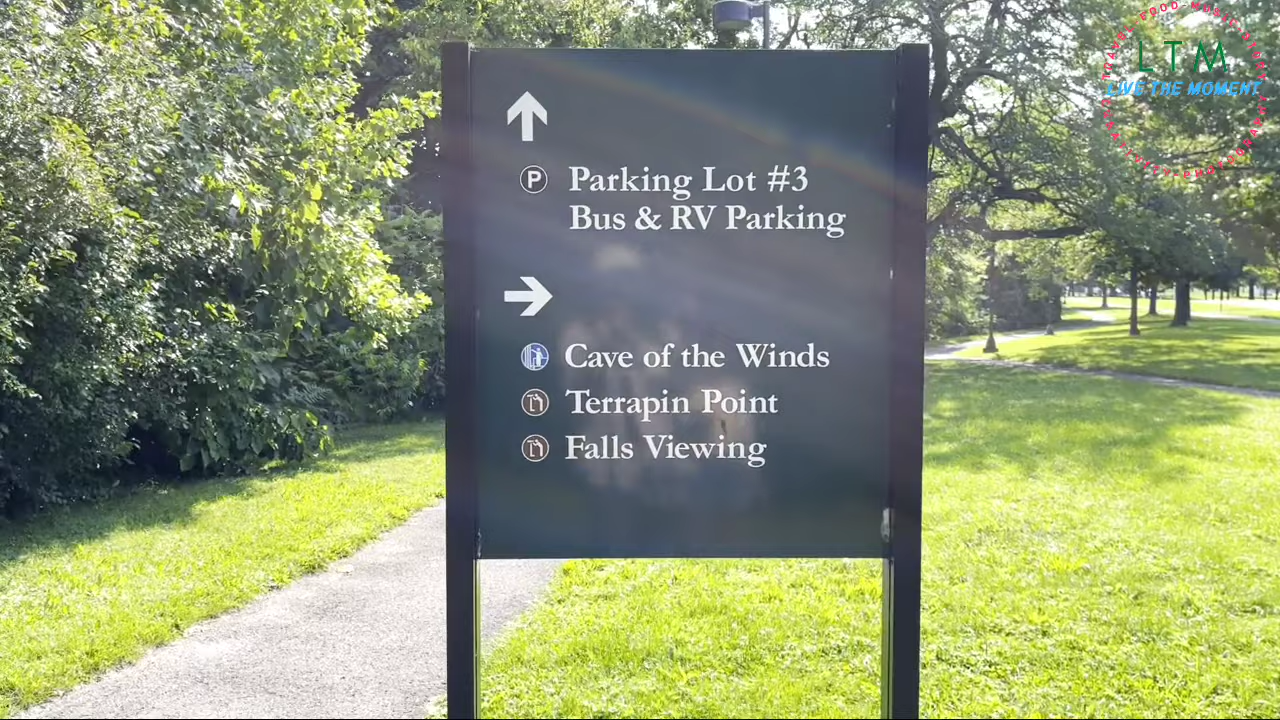 P Parking Lot #3
Bus & RV Parking
Cave of the Winds
Terrapin Point
Falls Viewing
LTM
LIVE THE MOMENT